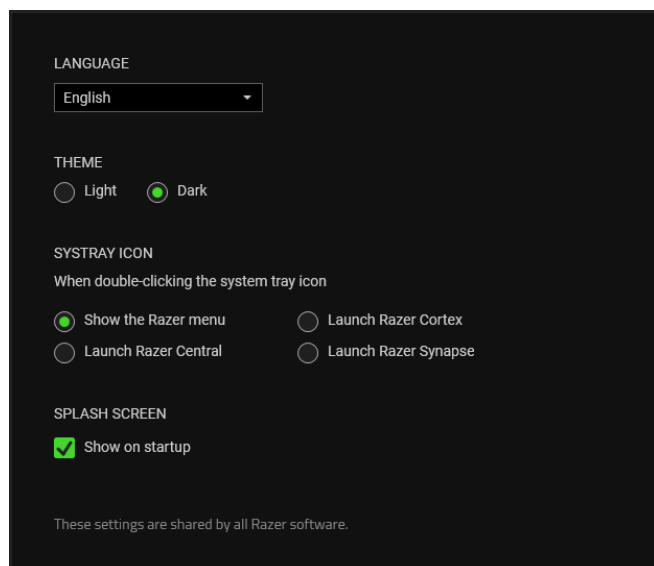 LANGUAGE
English
THEME
Light Dark
SYSTRAY ICON
When double-clicking the system tray icon
Show the Razer menu Launch Razer Cortex
Launch Razer Central Launch Razer Synapse
SPLASH SCREEN
Show on startup
These settings are shared by all Razer software.